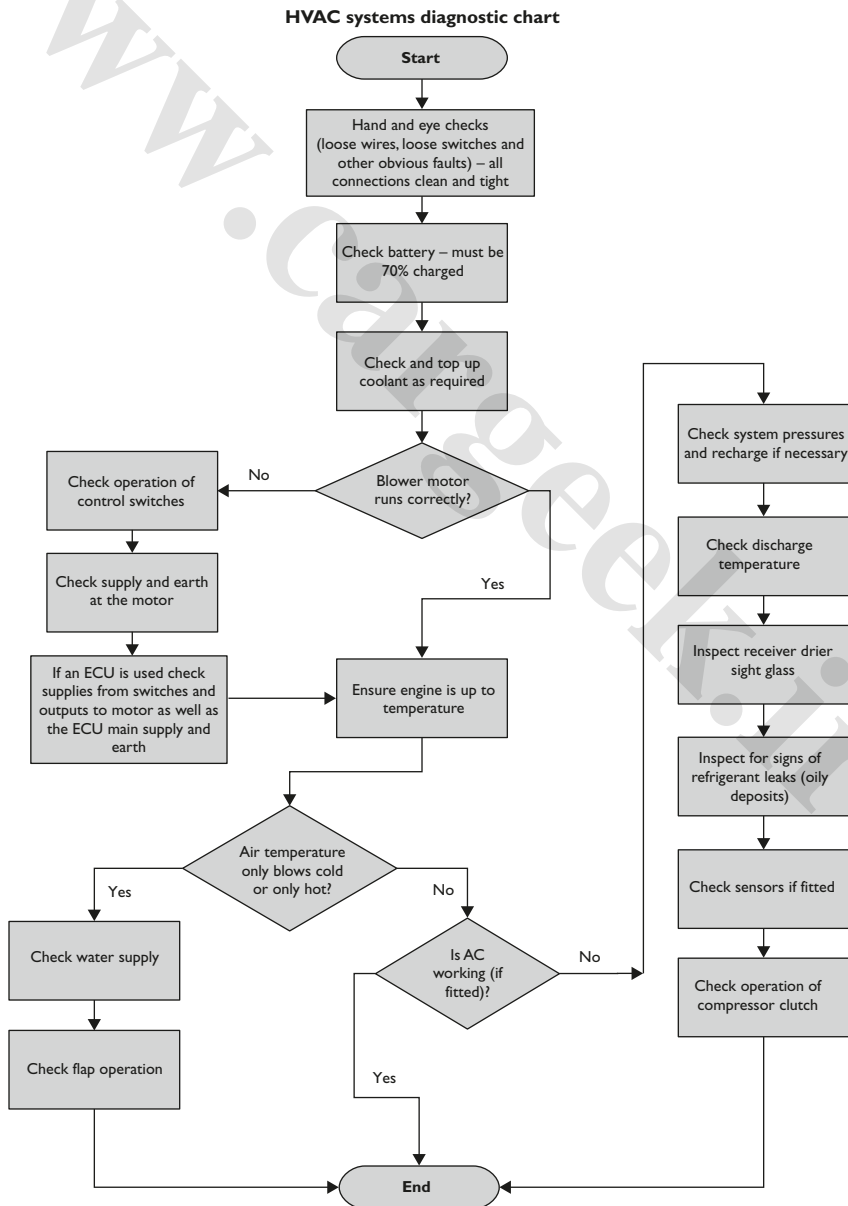 HVAC systems diagnostic chart
Start
Hand and eye checks
(loose wires, loose switches and
other obvious faults) – all
connections clean and tight
Check battery – must be
70% charged
Check and top up
coolant as required
Blower motor
runs correctly?
No
Yes
Check operation of
control switches
Check supply and earth
at the motor
If an ECU is used check
supplies from switches and
outputs to motor as well as
the ECU main supply and
earth
Ensure engine is up to
temperature
Air temperature
only blows cold
or only hot?
Yes
No
Check water supply
Check flap operation
Is AC
working (if
fitted)?
No
Yes
Check system pressures
and recharge if necessary
Check discharge
temperature
Inspect receiver drier
sight glass
Inspect for signs of
refrigerant leaks (oily
deposits)
Check sensors if fitted
Check operation of
compressor clutch
End
www.cargeek.ir